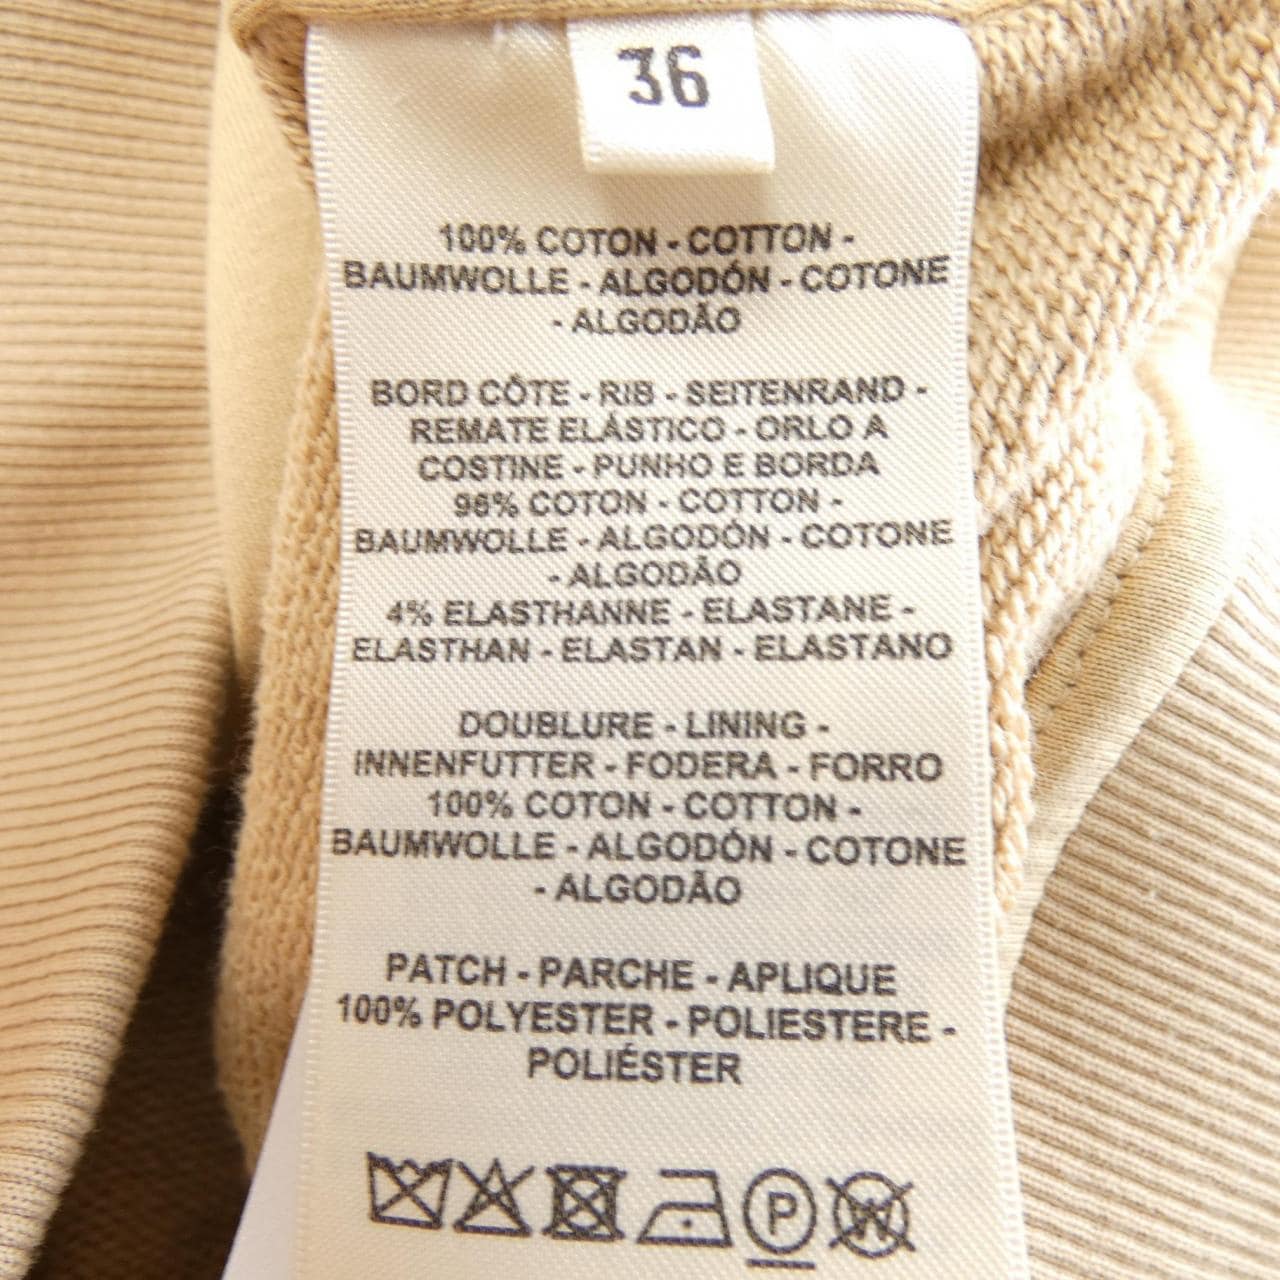 36
100% COTON - COTTON -
BAUMWOLLE - ALGODÓN - COTONE
- ALGODÃO
BORD CÔTE - RIB - SEITENRAND -
REMATE ELÁSTICO - ORLO A
COSTINE - PUNHO E BORDA
96% COTON - COTTON -
BAUMWOLLE - ALGODÓN - COTONE
- ALGODÃO
4% ELASTHANNE - ELASTANE -
ELASTHAN - ELASTAN - ELASTANO
DOUBLURE - LINING -
INNENFUTTER - FODERA - FORRO
100% COTON - COTTON -
BAUMWOLLE - ALGODÓN - COTONE
- ALGODÃO
PATCH - PARCHE - APLIQUE
100% POLYESTER - POLIESTERE -
POLIÉSTER
P W